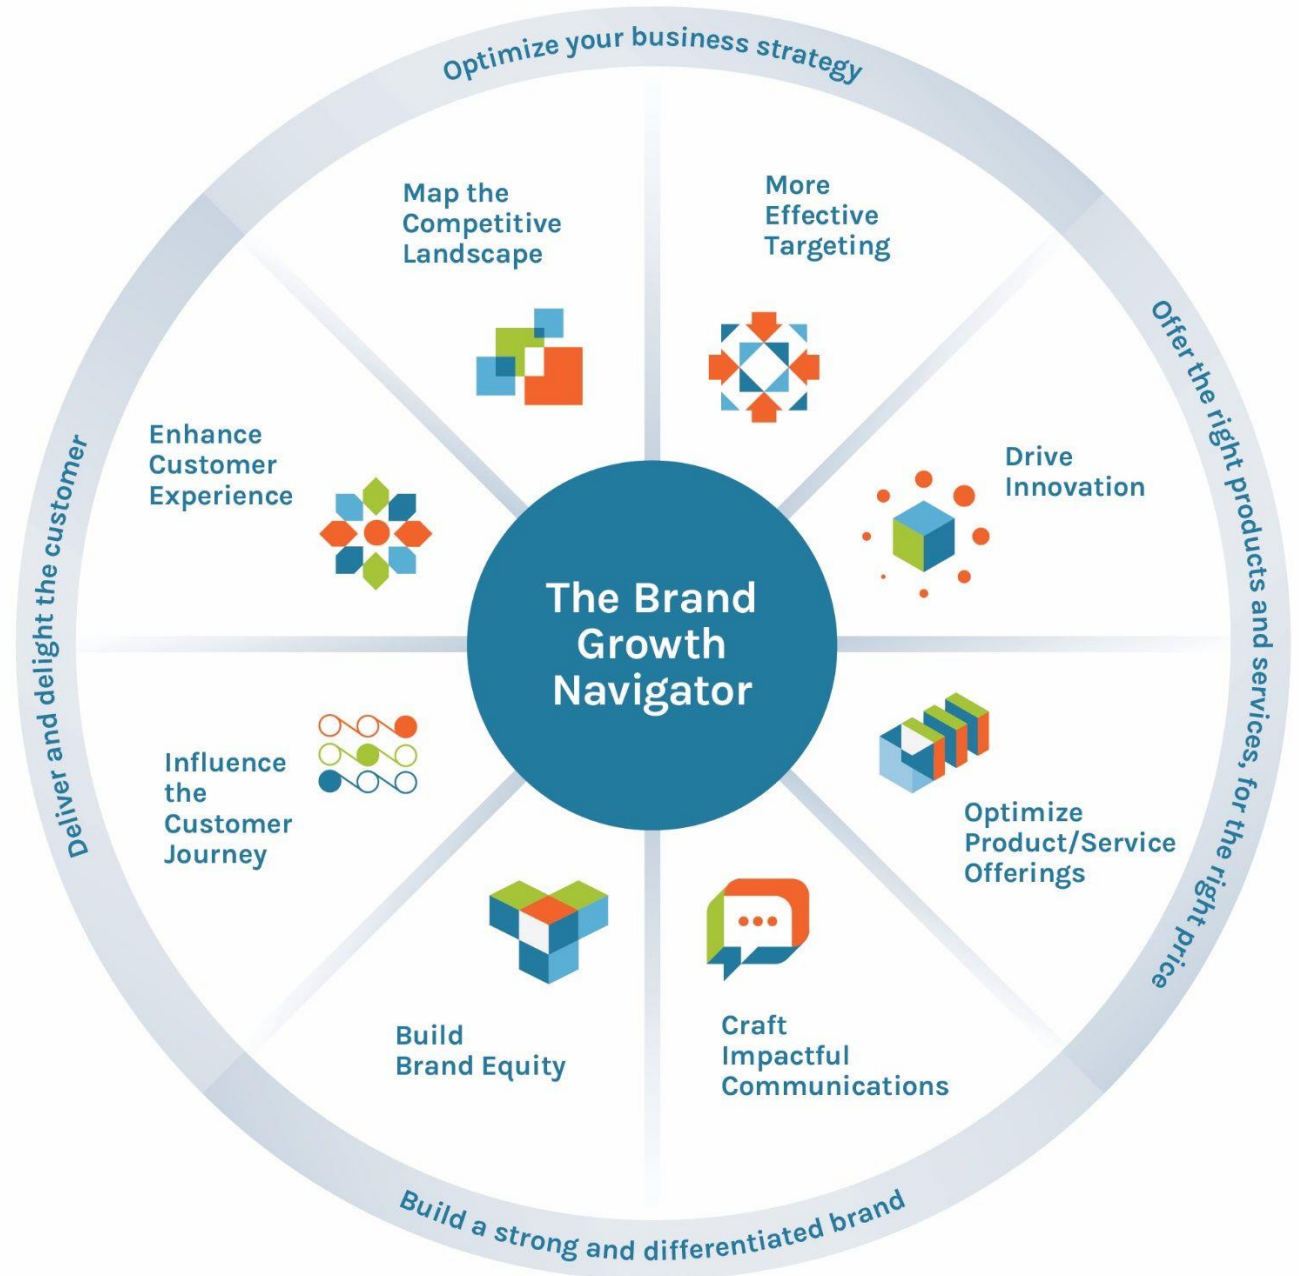 Optimize your business strategy
Map the
Competitive
Landscape
More
Effective
Targeting
Offer the right products and services, for the right price
Drive
Innovation
Optimize
Product/Service
Offerings
Craft
Impactful
Communications
Build a strong and differentiated brand
Build
Brand Equity
Influence
the
Customer
Journey
Deliver and delight the customer
Enhance
Customer
Experience
The Brand
Growth
Navigator